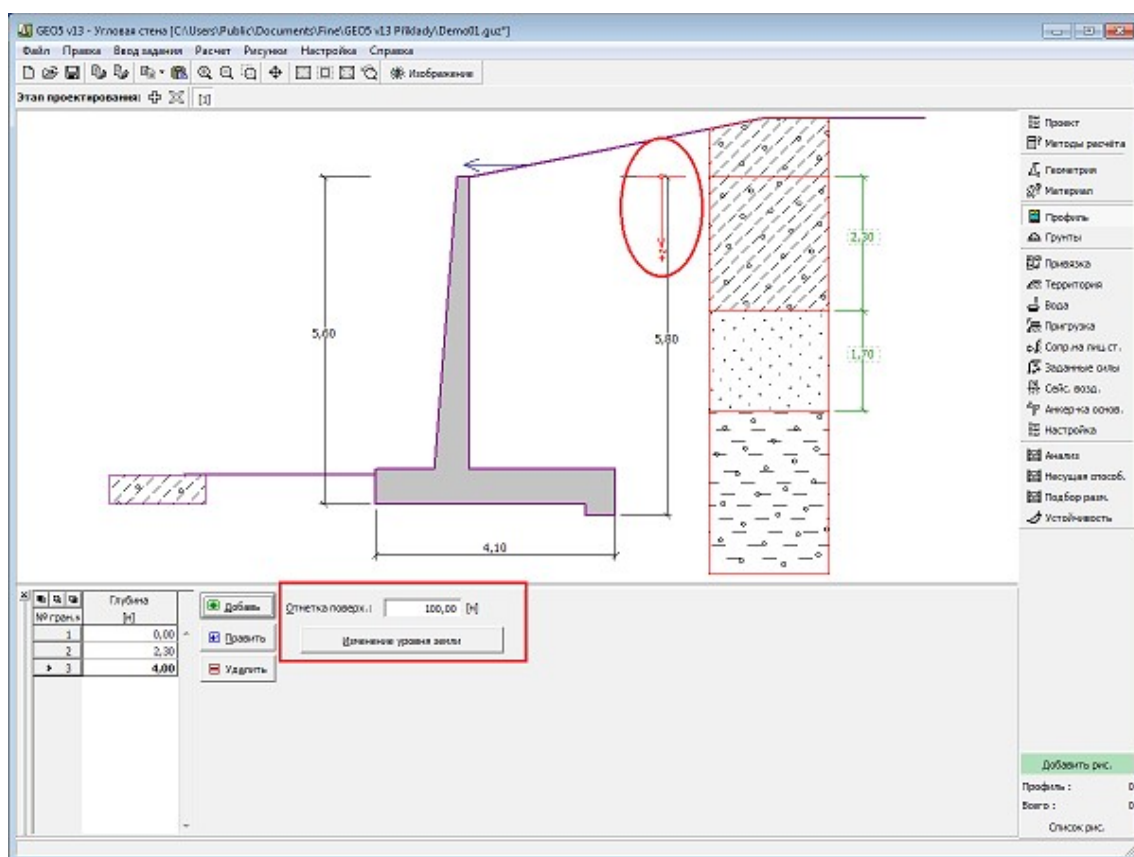 GEO5 v13 - Угловая стена [C:\Users\Public\Documents\Fine\GEO5 v13 Příklady\Demo01.guz*]
Файл Правка Ввод задания Расчет Рисунки Настройка Справка
Изображение
Этап проектирования: [1]
5,60
5,80
4,10
2,30
1,70
+z
Проект
Методы расчёта
Геометрия
Материал
Профиль
Грунты
Привязка
Территория
Вода
Пригрузка
Сопр.на лиц.ст.
Заданные силы
Сейс. возд.
Анкер-ка основ.
Настройка
Анализ
Несущая способ.
Подбор разм.
Устойчивость
Глубина
№ гран.
[м]
1 0,00
2 2,30
3 4,00
Добавь
Править
Удалить
Отметка поверх.: 100,00 [м]
Изменение уровня земли
Добавить рис.
Профиль : 0
Всего : 0
Список рис.